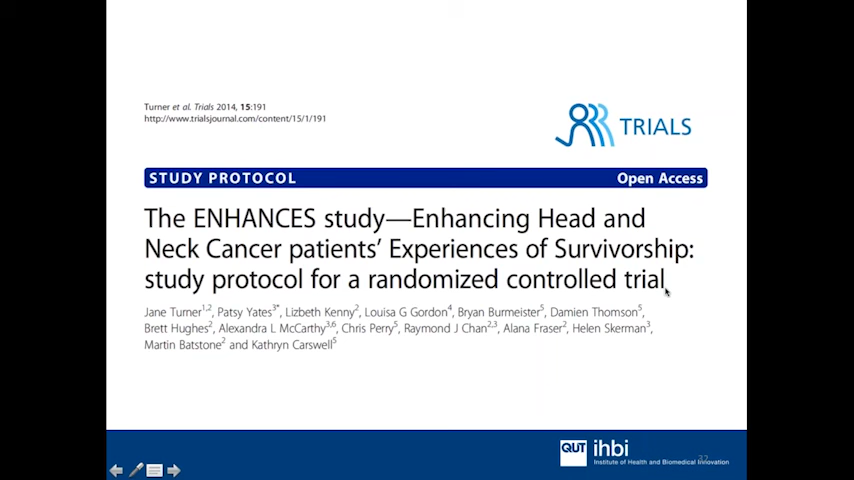 Turner et al. Trials 2014, 15:191
http://www.trialsjournal.com/content/15/1/191
TRIALS
STUDY PROTOCOL Open Access
The ENHANCES study—Enhancing Head and
Neck Cancer patients' Experiences of Survivorship:
study protocol for a randomized controlled trial
Jane Turner1,2, Patsy Yates3*, Lizbeth Kenny2, Louisa G Gordon4, Bryan Burmeister5, Damien Thomson5,
Brett Hughes2, Alexandra L McCarthy3,6, Chris Perry5, Raymond J Chan2,3, Alana Fraser2, Helen Skerman3,
Martin Batstone2 and Kathryn Carswell5
QUT ihbi
Institute of Health and Biomedical Innovation
32